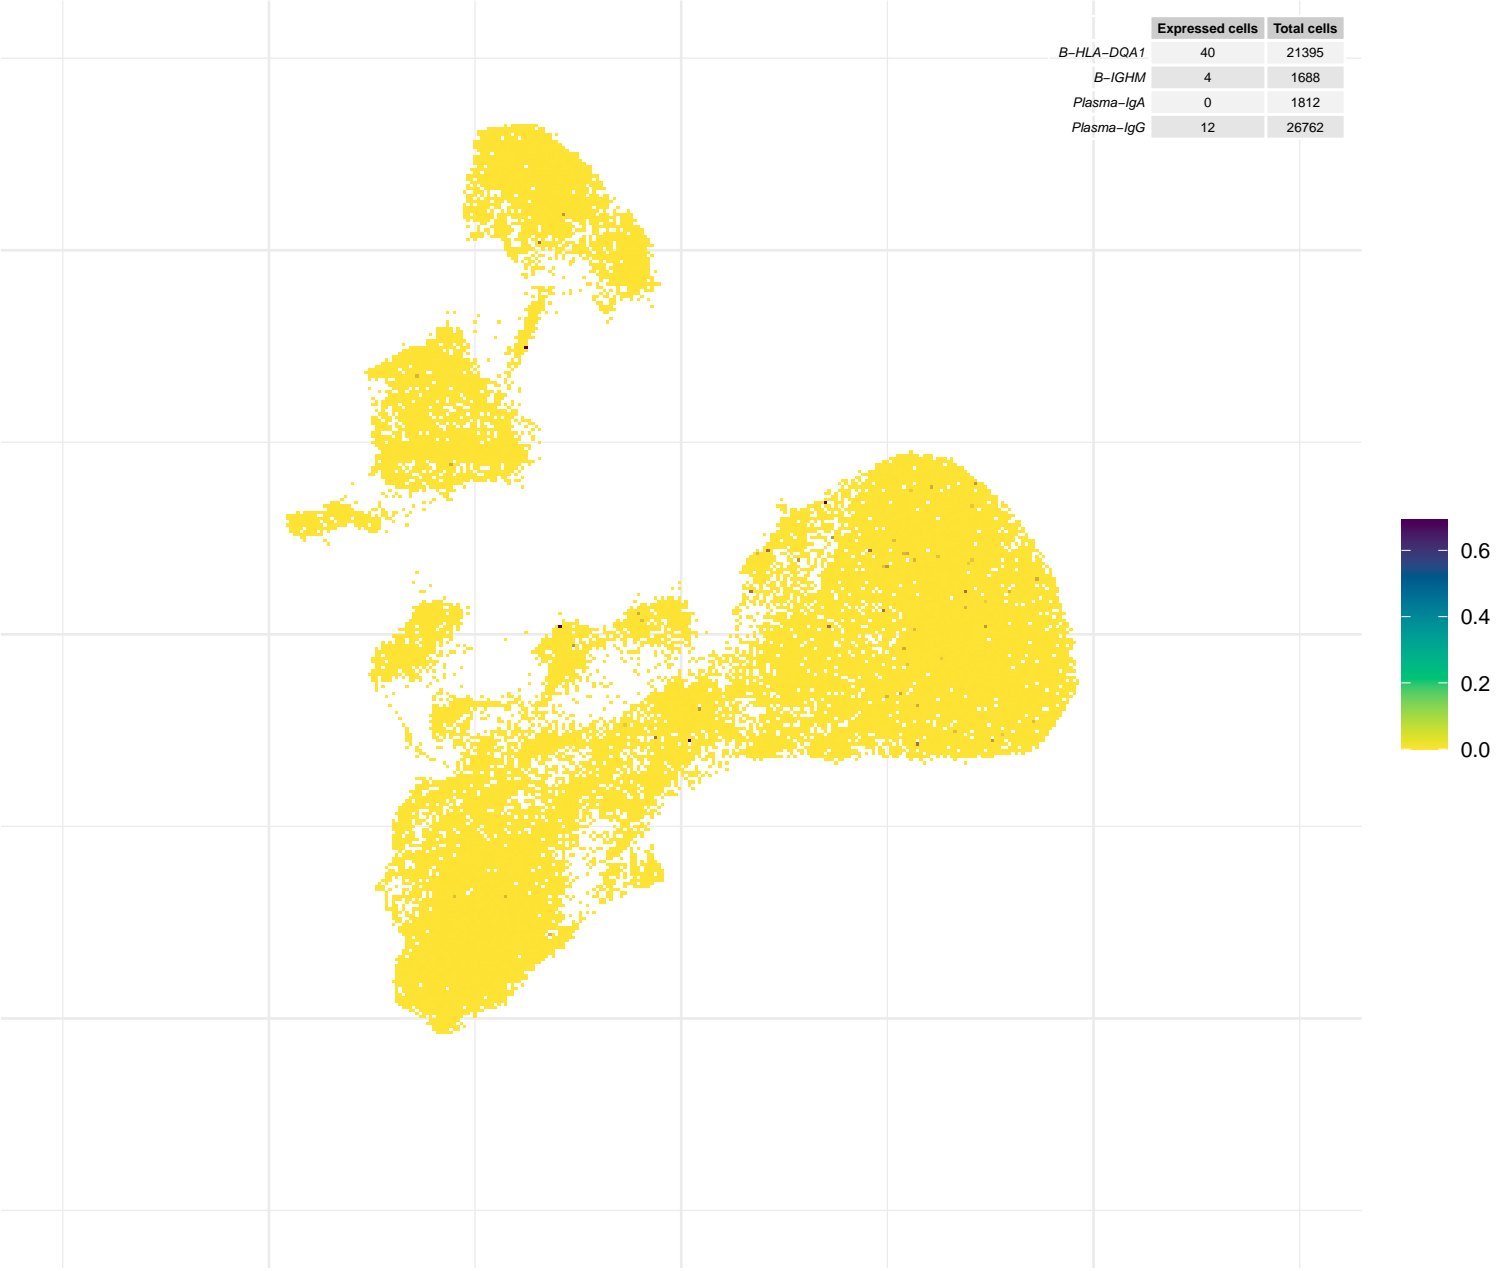 Expressed cells Total cells
B−HLA−DQA1 40 21395
B−IGHM 4 1688
Plasma−IgA 0 1812
Plasma−IgG 12 26762
0.6
0.4
0.2
0.0